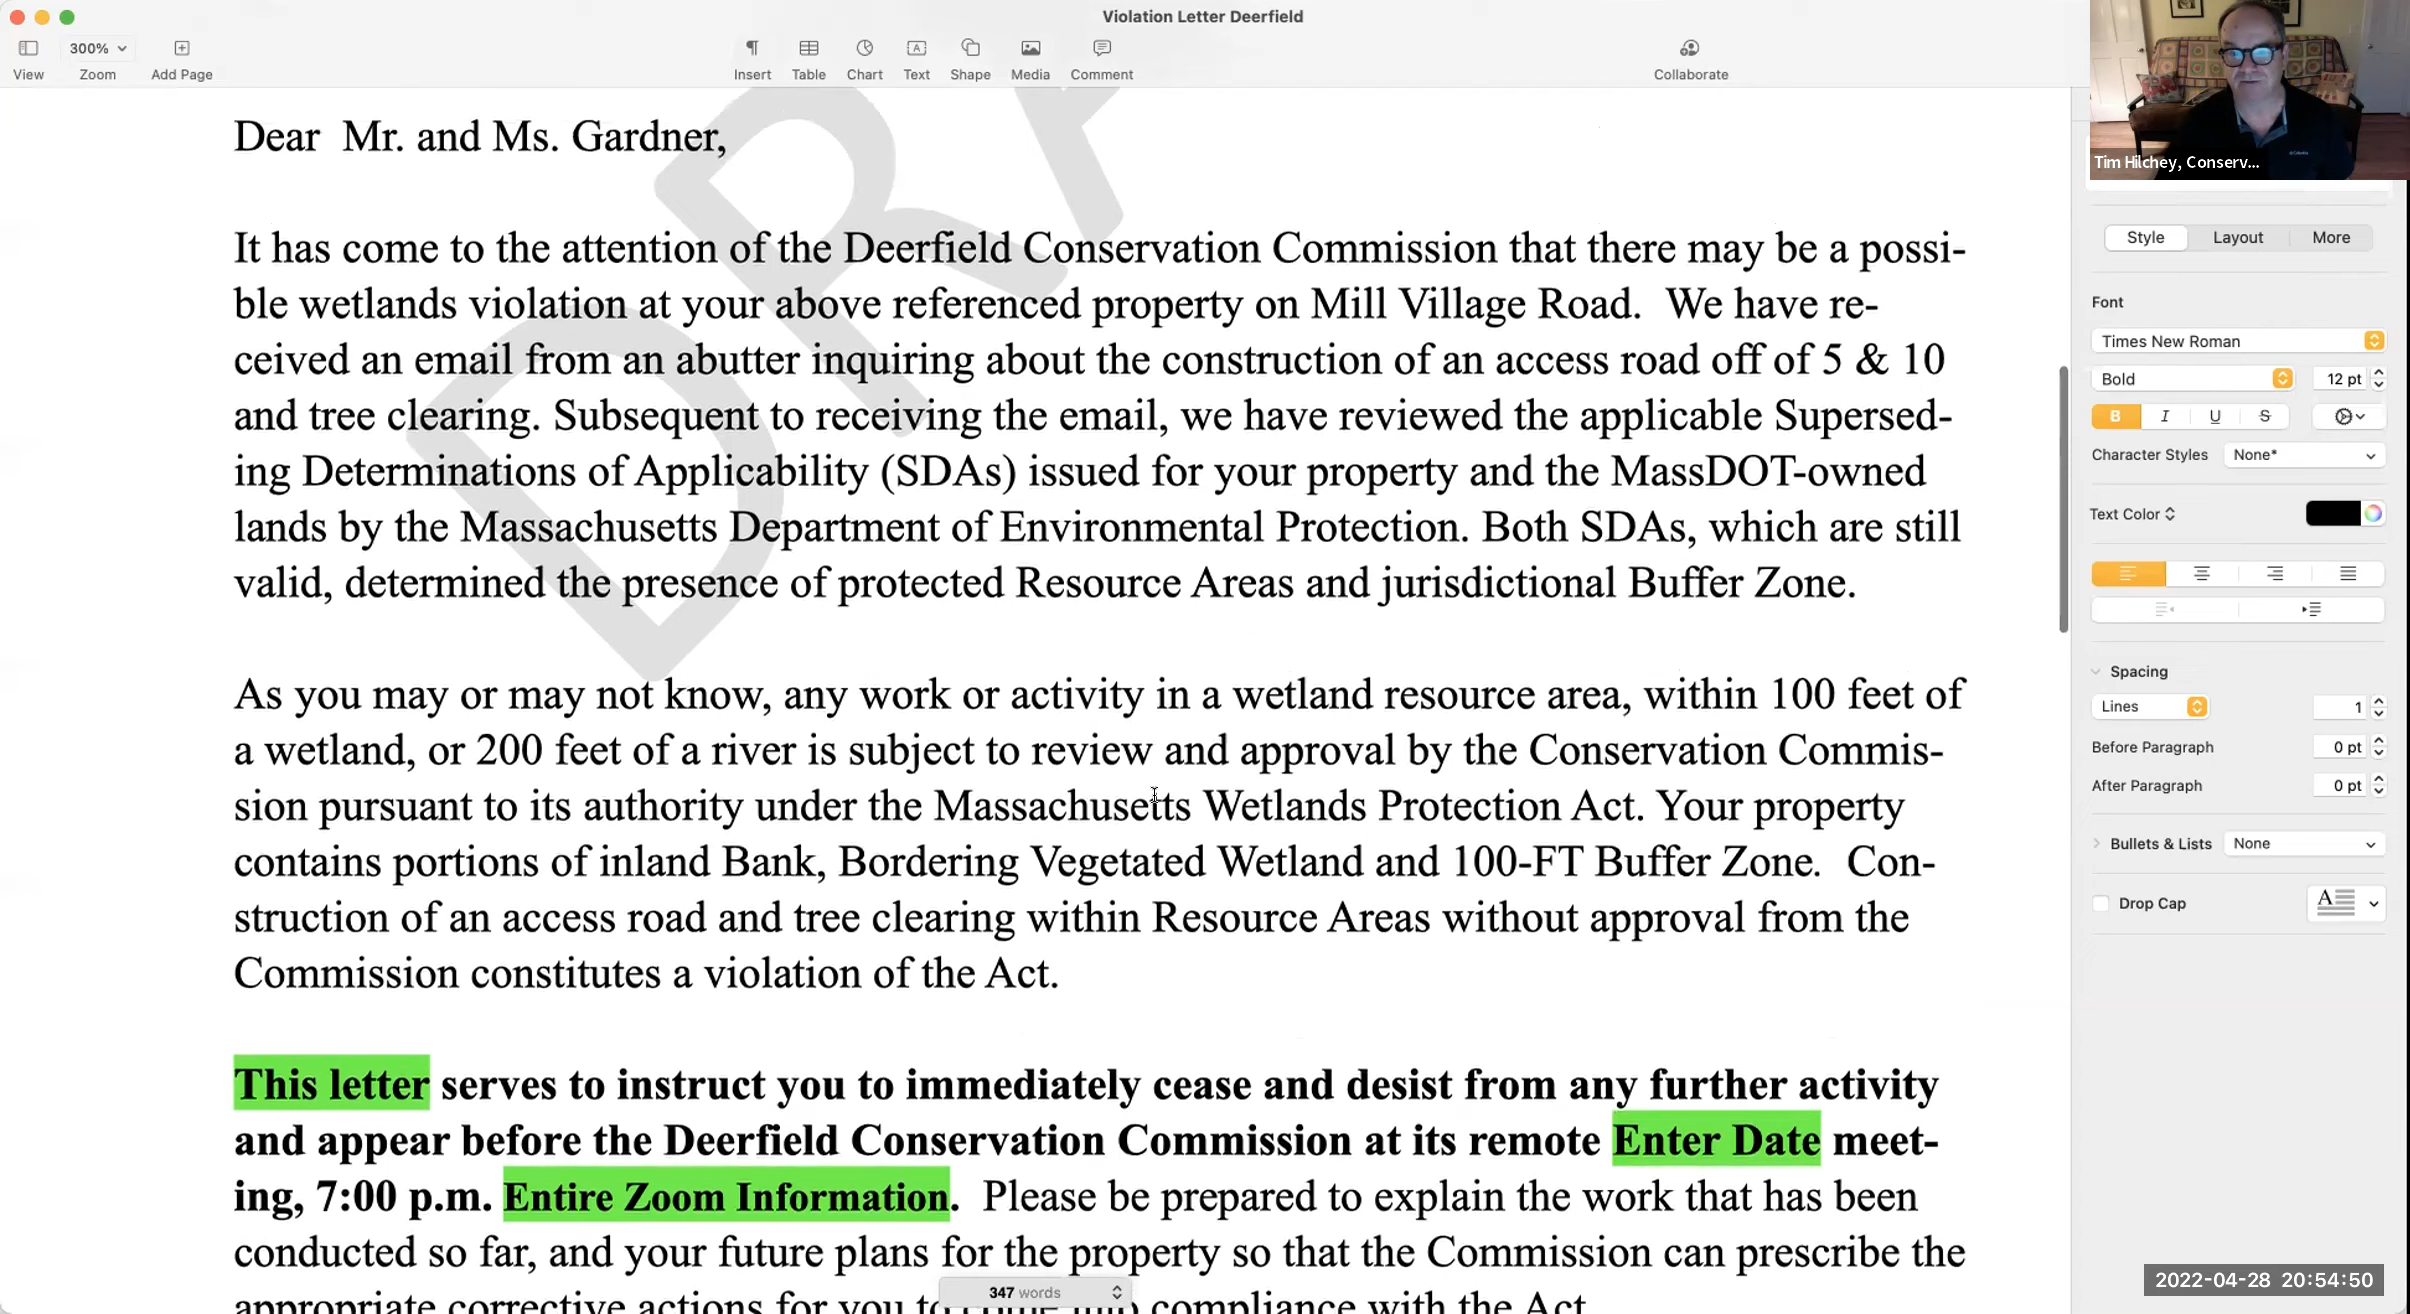 Violation Letter Deerfield
300%
View
Zoom
Add Page
Insert
Table
Chart
Text
Shape
Media
Comment
Collaborate
Tim Hilchey, Conserv...
DRA
Dear  Mr. and Ms. Gardner,
It has come to the attention of the Deerfield Conservation Commission that there may be a possi-
ble wetlands violation at your above referenced property on Mill Village Road.  We have re-
ceived an email from an abutter inquiring about the construction of an access road off of 5 & 10
and tree clearing. Subsequent to receiving the email, we have reviewed the applicable Supersed-
ing Determinations of Applicability (SDAs) issued for your property and the MassDOT-owned
lands by the Massachusetts Department of Environmental Protection. Both SDAs, which are still
valid, determined the presence of protected Resource Areas and jurisdictional Buffer Zone.
As you may or may not know, any work or activity in a wetland resource area, within 100 feet of
a wetland, or 200 feet of a river is subject to review and approval by the Conservation Commis-
sion pursuant to its authority under the Massachusetts Wetlands Protection Act. Your property
contains portions of inland Bank, Bordering Vegetated Wetland and 100-FT Buffer Zone.  Con-
struction of an access road and tree clearing within Resource Areas without approval from the
Commission constitutes a violation of the Act.
This letter serves to instruct you to immediately cease and desist from any further activity
and appear before the Deerfield Conservation Commission at its remote Enter Date meet-
ing, 7:00 p.m. Entire Zoom Information.  Please be prepared to explain the work that has been
conducted so far, and your future plans for the property so that the Commission can prescribe the
appropriate corrective actions for you to compliance with the Act
347 words
Style
Layout
More
Font
Times New Roman
Bold
12 pt
B
I
U
S
Character Styles
None*
Text Color
Spacing
Lines
1
Before Paragraph
0 pt
After Paragraph
0 pt
Bullets & Lists
None
Drop Cap
A
2022-04-28 20:54:50